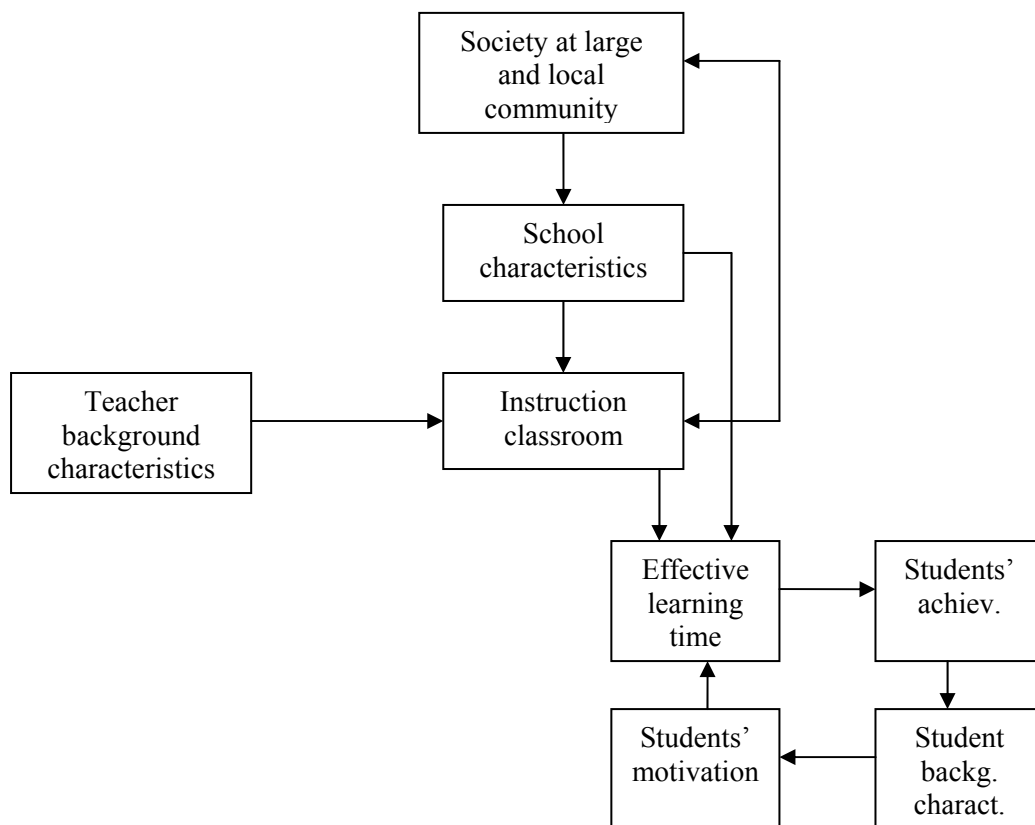 Society at large
and local
community
School
characteristics
Teacher
background
characteristics
Instruction
classroom
Effective
learning
time
Students’
achiev.
Students’
motivation
Student
backg.
charact.